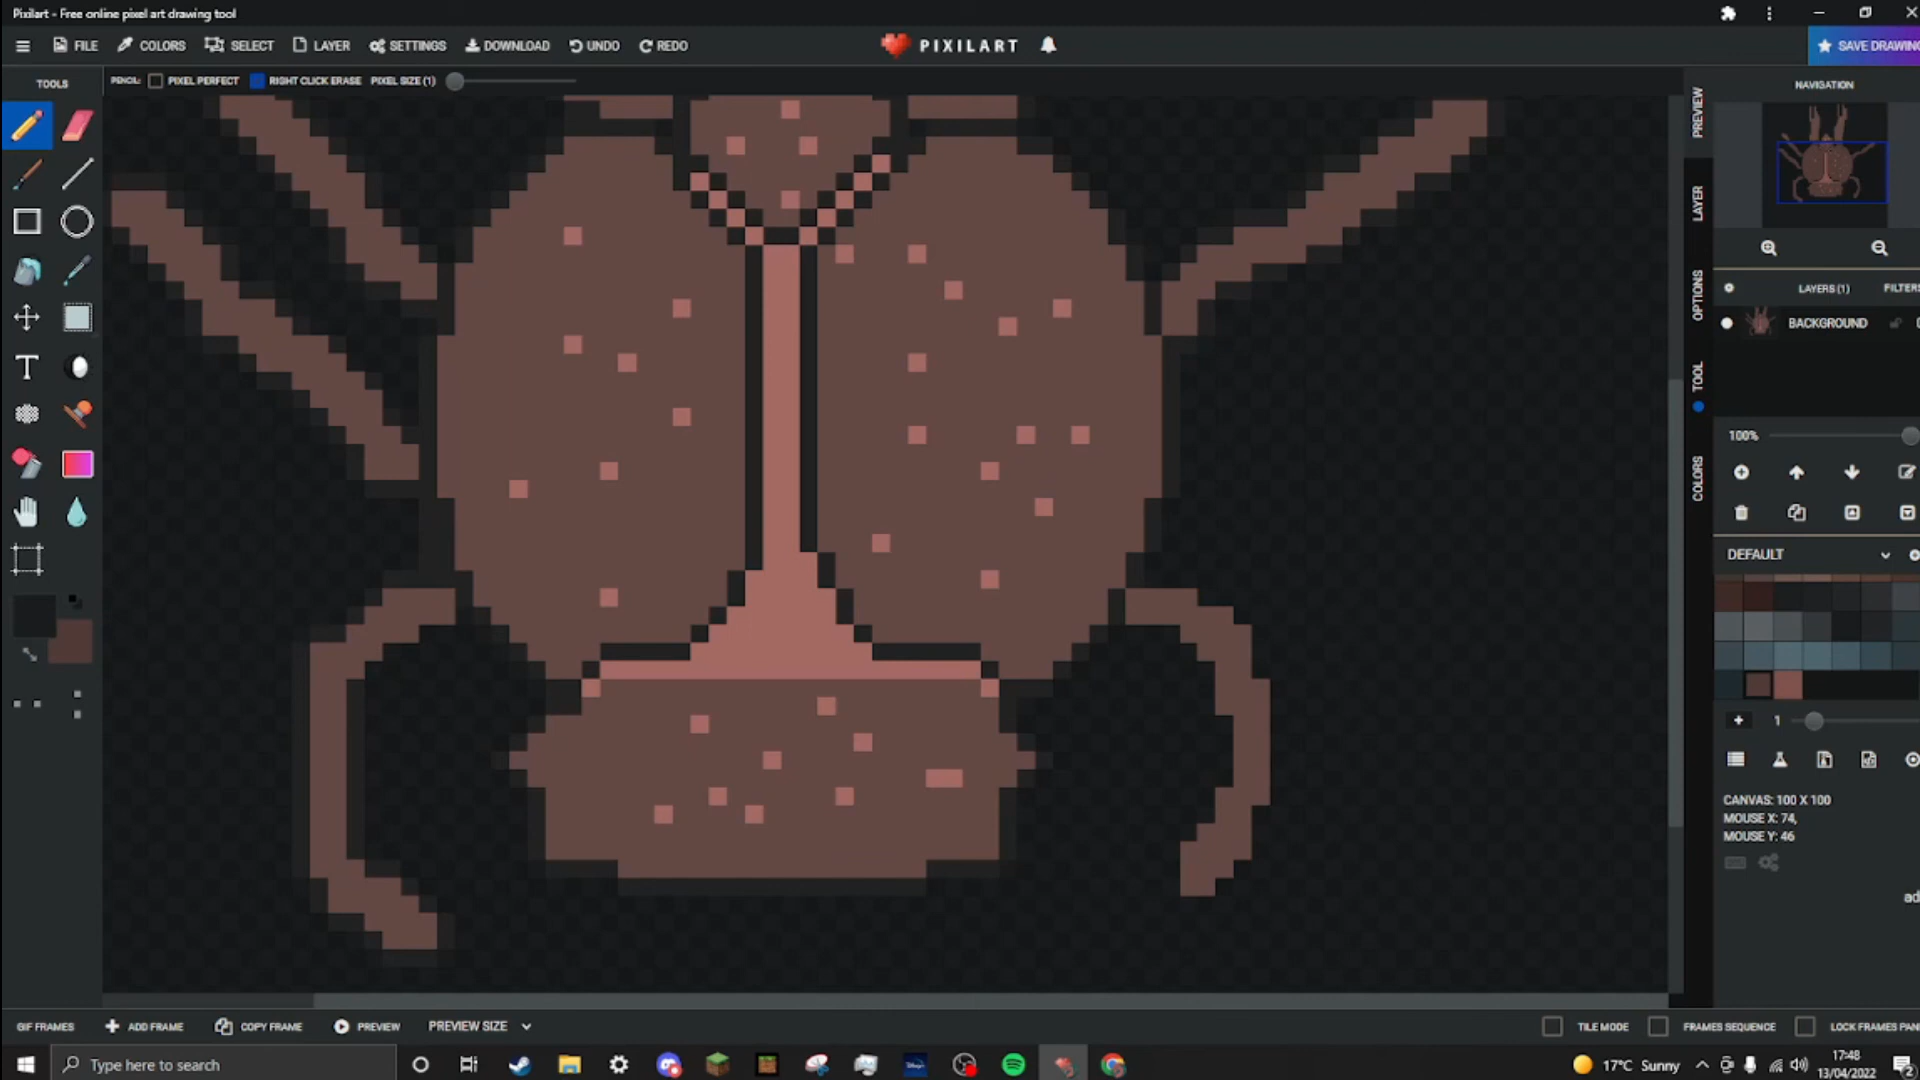 Pixilart - Free online pixel art drawing tool
FILE COLORS SELECT LAYER SETTINGS DOWNLOAD UNDO REDO PIXILART SAVE DRAWING
TOOLS
PENCIL: PIXEL PERFECT RIGHT CLICK ERASE PIXEL SIZE (1)
PREVIEW
LAYER
OPTIONS
TOOL
COLORS
NAVIGATION
LAYERS (1) FILTERS
BACKGROUND
100%
DEFAULT
1
CANVAS: 100 X 100
MOUSE X: 74,
MOUSE Y: 46
ad
T
GIF FRAMES ADD FRAME COPY FRAME PREVIEW PREVIEW SIZE TILE MODE FRAMES SEQUENCE LOCK FRAMES PAN
Type here to search
17°C Sunny
17:48
13/04/2022
2